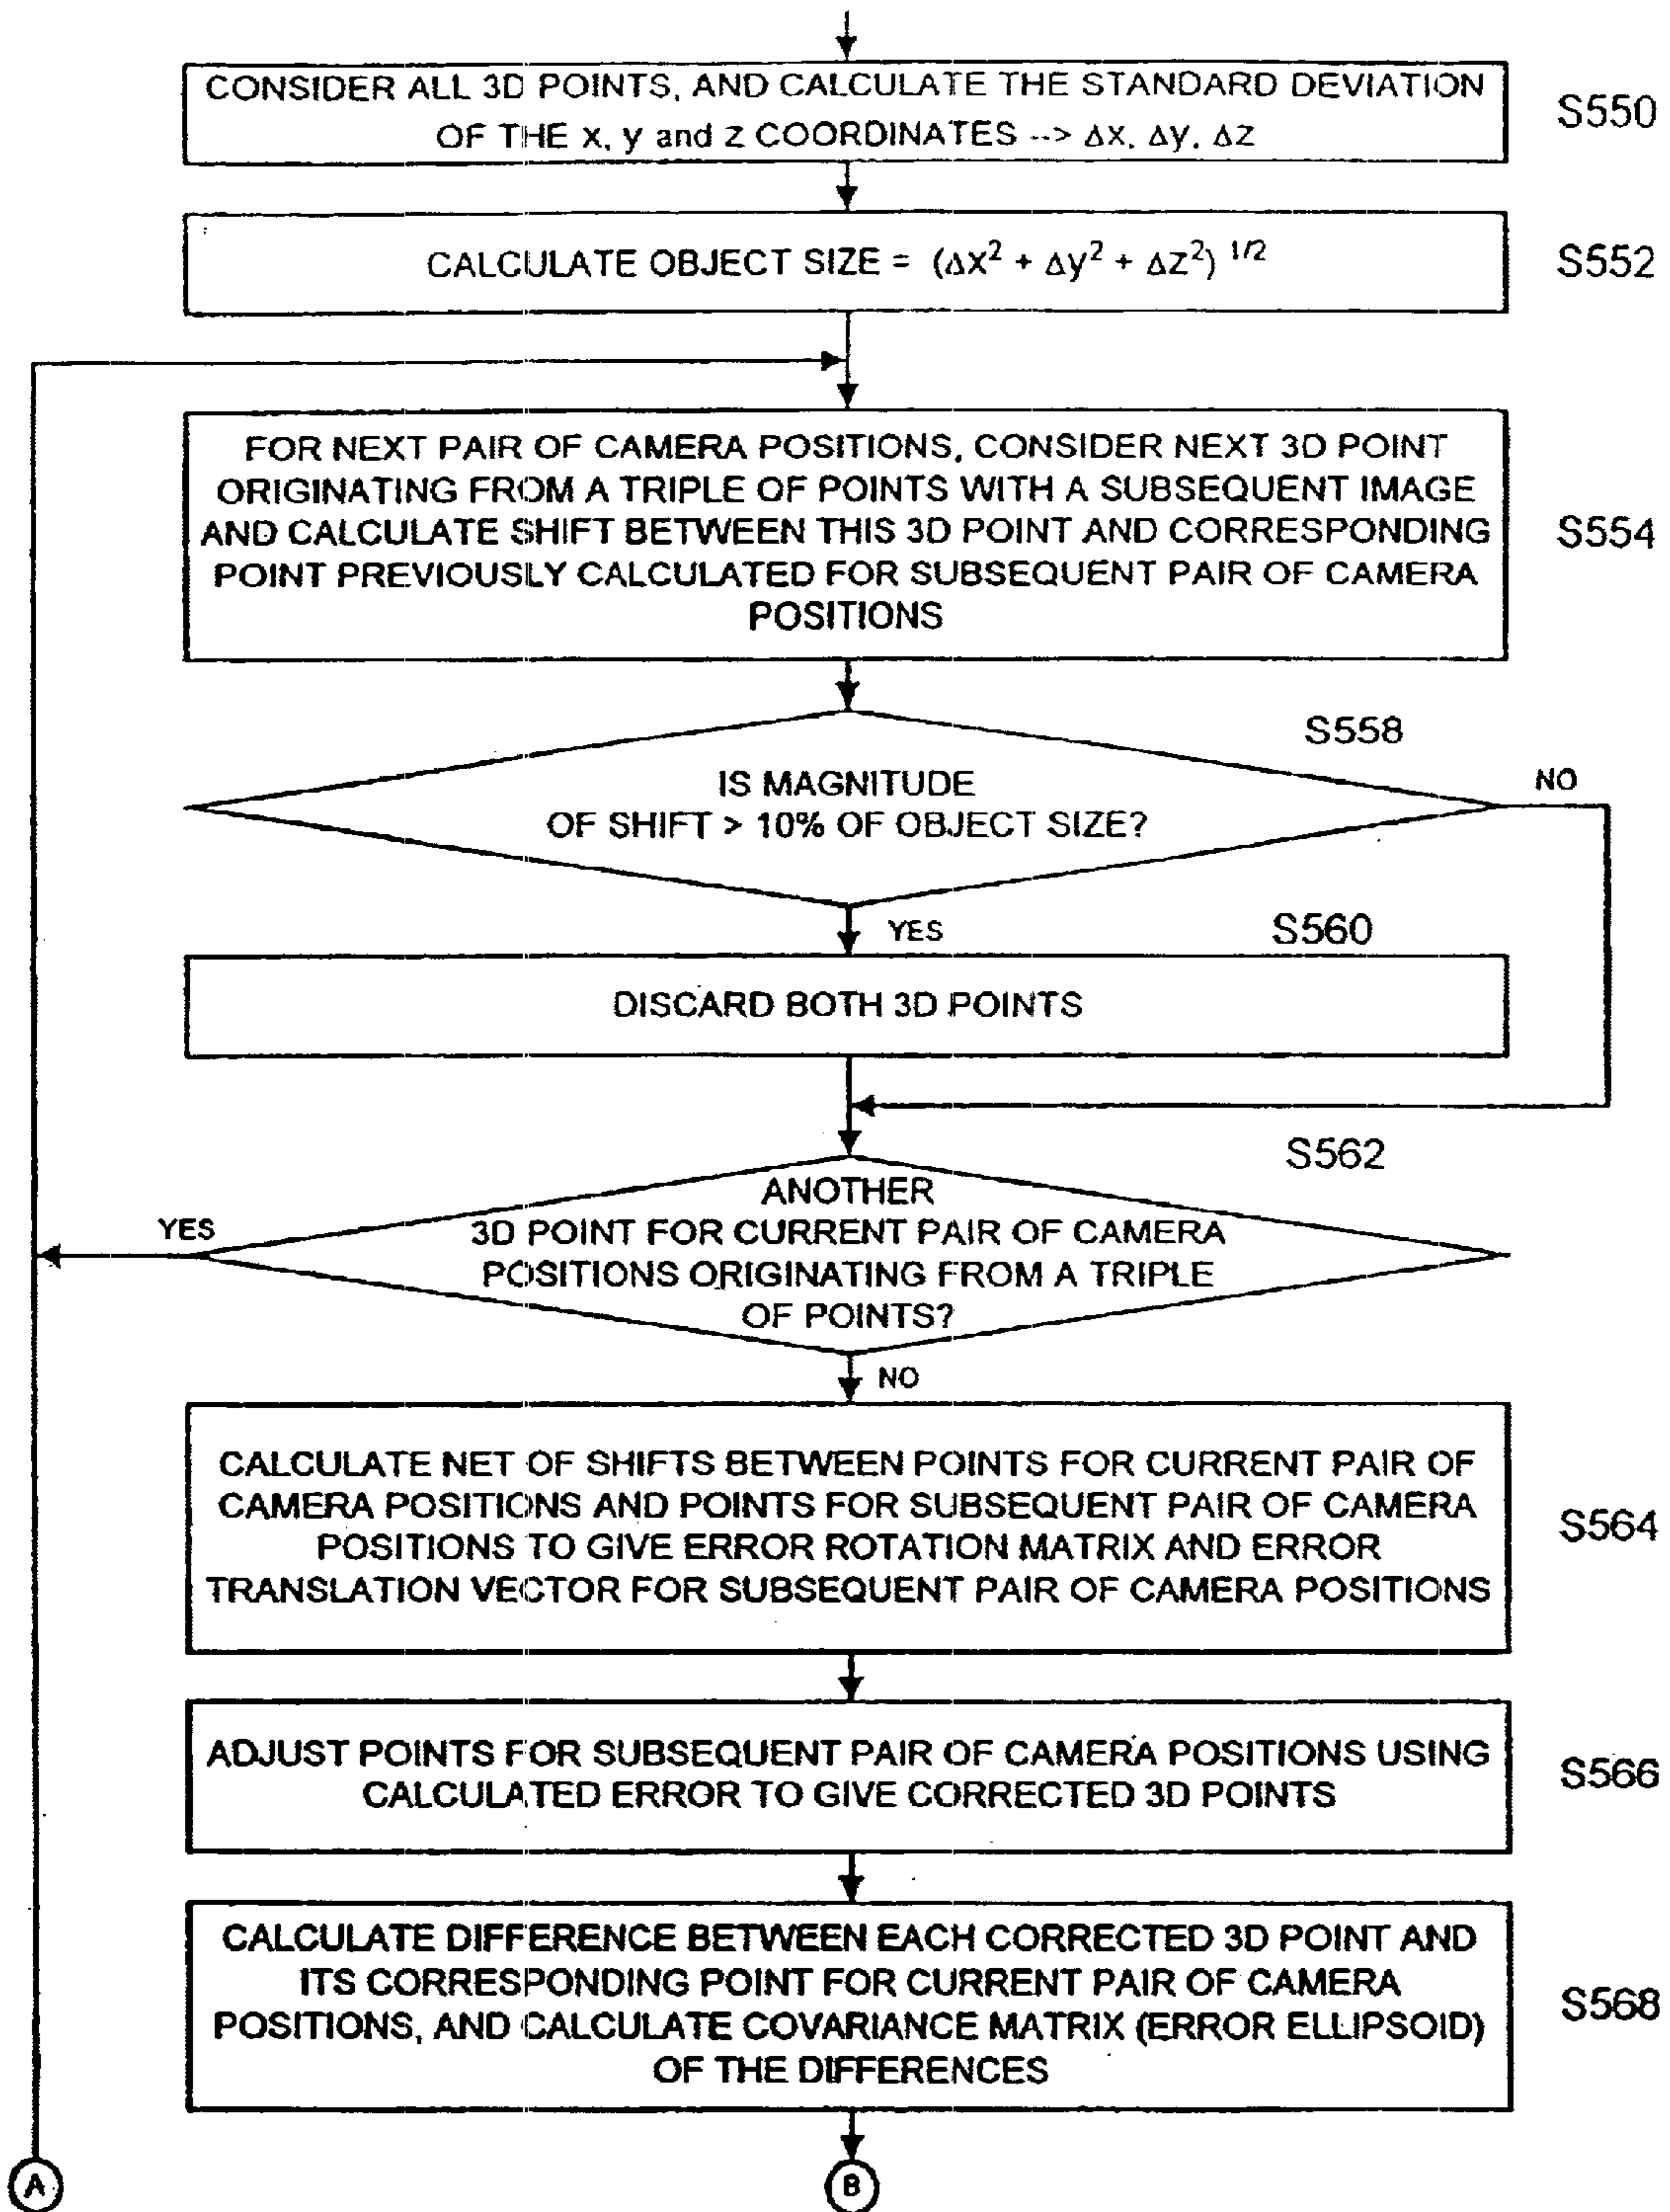 CONSIDER ALL 3D POINTS, AND CALCULATE THE STANDARD DEVIATION
OF THE x, y and z COORDINATES --> Δx, Δy, Δz
S550
CALCULATE OBJECT SIZE = (Δx² + Δy² + Δz²) ¹/²
S552
FOR NEXT PAIR OF CAMERA POSITIONS, CONSIDER NEXT 3D POINT
ORIGINATING FROM A TRIPLE OF POINTS WITH A SUBSEQUENT IMAGE
AND CALCULATE SHIFT BETWEEN THIS 3D POINT AND CORRESPONDING
POINT PREVIOUSLY CALCULATED FOR SUBSEQUENT PAIR OF CAMERA
POSITIONS
S554
S558
IS MAGNITUDE
OF SHIFT > 10% OF OBJECT SIZE?
NO
YES
S560
DISCARD BOTH 3D POINTS
S562
ANOTHER
3D POINT FOR CURRENT PAIR OF CAMERA
POSITIONS ORIGINATING FROM A TRIPLE
OF POINTS?
YES
NO
CALCULATE NET OF SHIFTS BETWEEN POINTS FOR CURRENT PAIR OF
CAMERA POSITIONS AND POINTS FOR SUBSEQUENT PAIR OF CAMERA
POSITIONS TO GIVE ERROR ROTATION MATRIX AND ERROR
TRANSLATION VECTOR FOR SUBSEQUENT PAIR OF CAMERA POSITIONS
S564
ADJUST POINTS FOR SUBSEQUENT PAIR OF CAMERA POSITIONS USING
CALCULATED ERROR TO GIVE CORRECTED 3D POINTS
S566
CALCULATE DIFFERENCE BETWEEN EACH CORRECTED 3D POINT AND
ITS CORRESPONDING POINT FOR CURRENT PAIR OF CAMERA
POSITIONS, AND CALCULATE COVARIANCE MATRIX (ERROR ELLIPSOID)
OF THE DIFFERENCES
S568
A
B